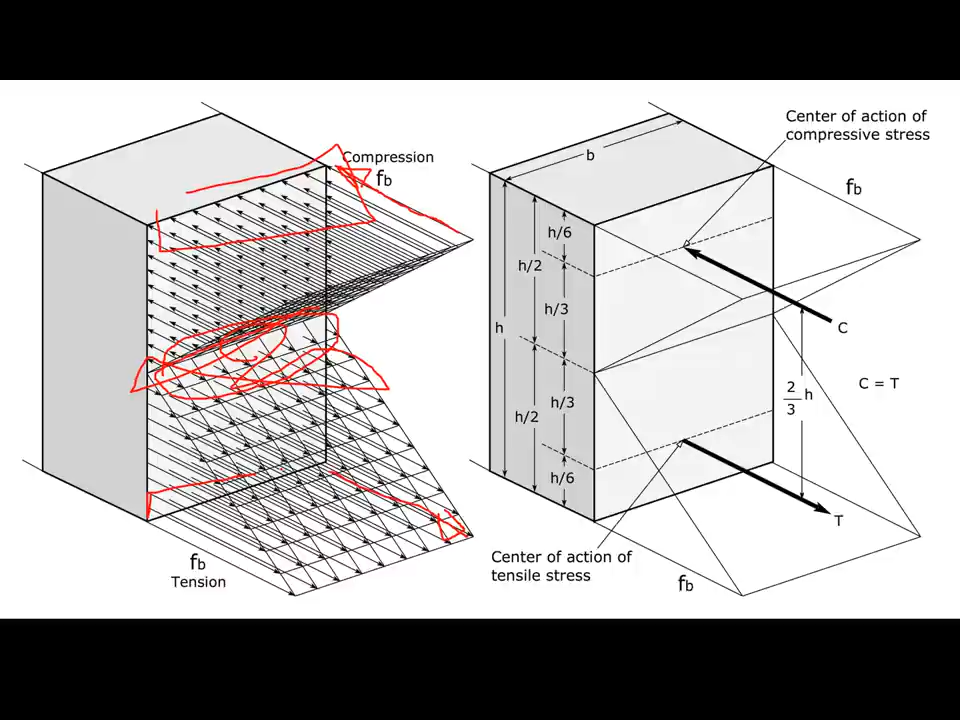 Compression
fb
fb
Tension
Center of action of
compressive stress
b
fb
h/6
h/2
h/3
h
C
2
3
h
C = T
h/2
h/3
h/6
T
Center of action of
tensile stress
fb